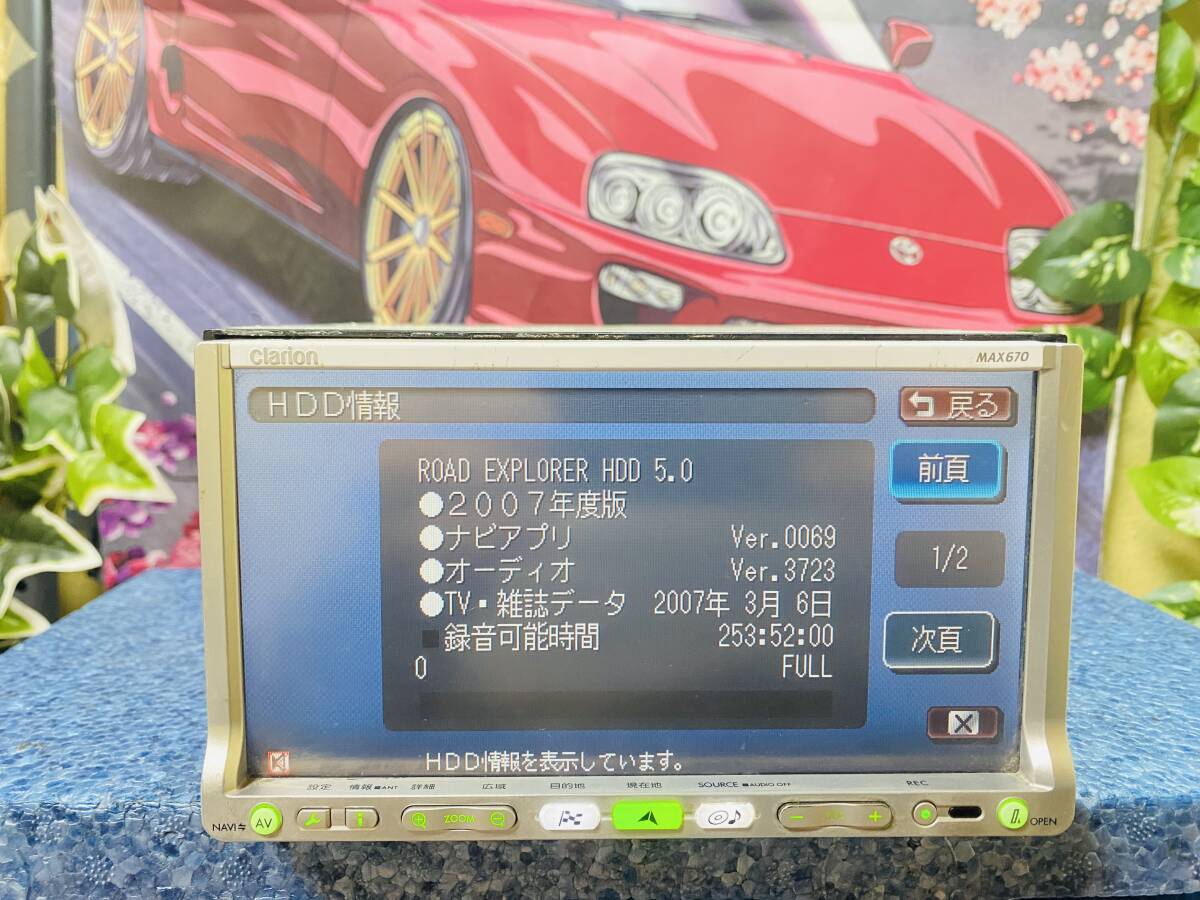 clarion
MAX670
HDD情報
戻る
ROAD EXPLORER HDD 5.0
前頁
●2007年度版
●ナビアプリ Ver.0069
●オーディオ Ver.3723
1/2
●TV・雑誌データ 2007年 3月 6日
■録音可能時間 253:52:00
次頁
0 FULL
HDD情報を表示しています。
設定 情報 ■ANT 詳細 広域 目的地 現在地 SOURCE ■AUDIO OFF REC
NAVI AV ZOOM OPEN